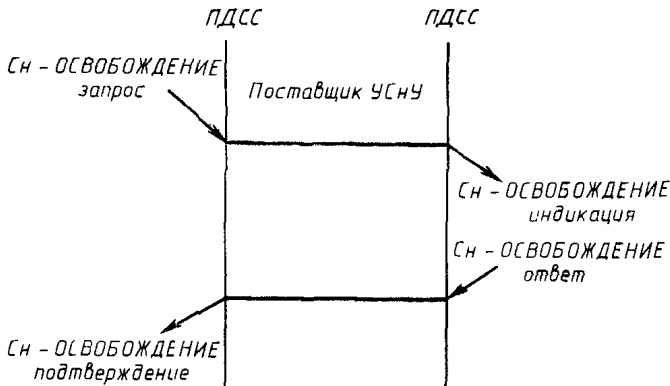 ПДСС ПДСС
Сн – ОСВОБОЖДЕНИЕ
запрос
Поставщик УСнУ
Сн – ОСВОБОЖДЕНИЕ
индикация
Сн – ОСВОБОЖДЕНИЕ
ответ
Сн – ОСВОБОЖДЕНИЕ
подтверждение